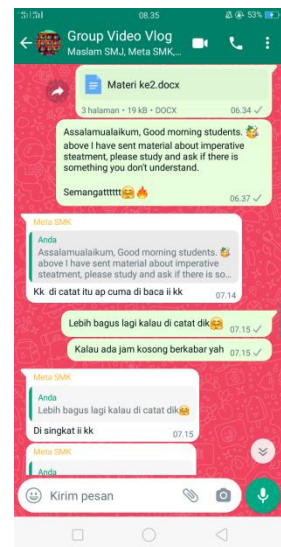 08.35
53%
Group Video Vlog
Maslam SMJ, Meta SMK,...
Materi ke2.docx
3 halaman • 19 kB • DOCX
06.34
Assalamualaikum, Good morning students.
above I have sent material about imperative
steatment, please study and ask if there is
something you don't understand.
Semangatttttt
06.37
Meta SMK
Anda
Assalamualaikum, Good morning students.
above I have sent material about imperative
steatment, please study and ask if there is so...
Kk di catat itu ap cuma di baca ii kk
07.14
Lebih bagus lagi kalau di catat dik
07.15
Kalau ada jam kosong berkabar yah
07.15
Meta SMK
Anda
Lebih bagus lagi kalau di catat dik
Di singkat ii kk
07.15
Meta SMK
Anda
Kirim pesan